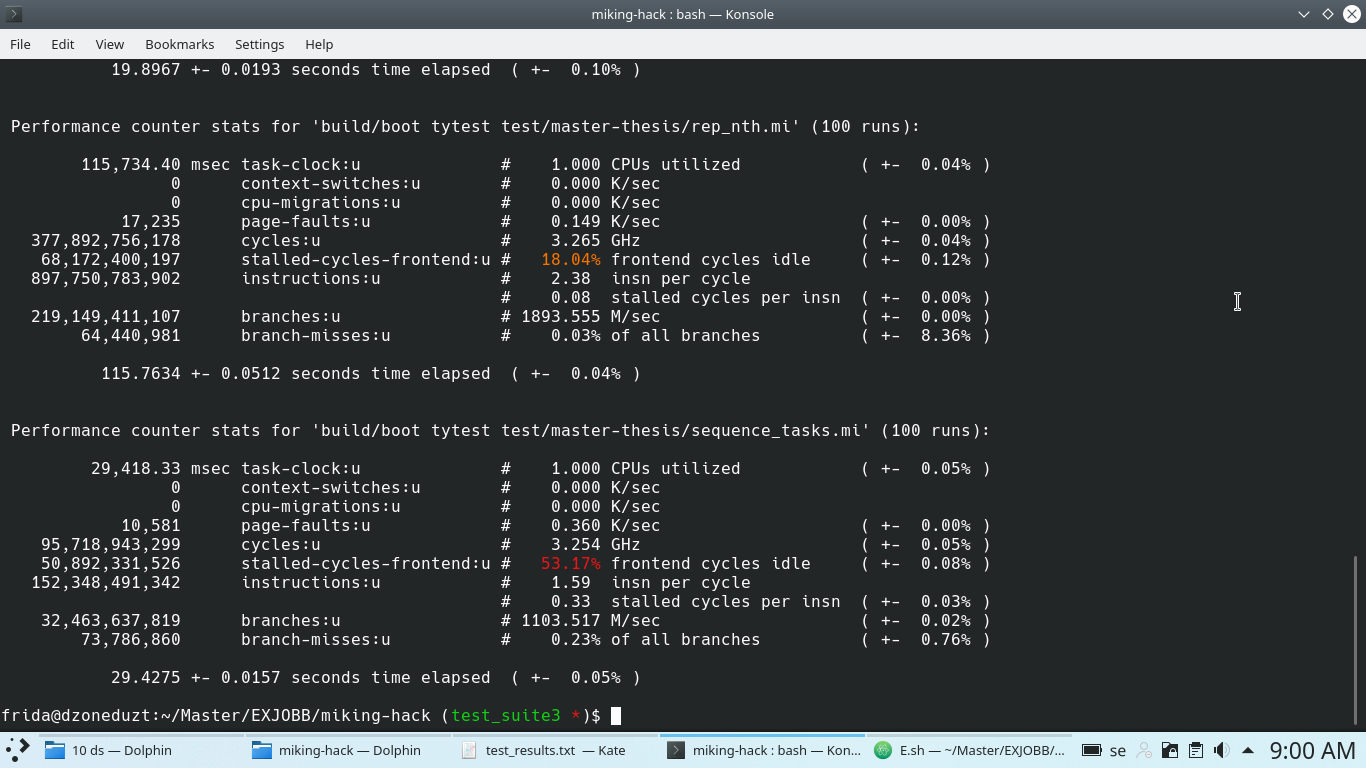 miking-hack : bash — Konsole
File Edit View Bookmarks Settings Help
19.8967 +- 0.0193 seconds time elapsed ( +- 0.10% )
Performance counter stats for 'build/boot tytest test/master-thesis/rep_nth.mi' (100 runs):
115,734.40 msec task-clock:u # 1.000 CPUs utilized ( +- 0.04% )
0 context-switches:u # 0.000 K/sec
0 cpu-migrations:u # 0.000 K/sec
17,235 page-faults:u # 0.149 K/sec ( +- 0.00% )
377,892,756,178 cycles:u # 3.265 GHz ( +- 0.04% )
68,172,400,197 stalled-cycles-frontend:u # 18.04% frontend cycles idle ( +- 0.12% )
897,750,783,902 instructions:u # 2.38 insn per cycle
# 0.08 stalled cycles per insn ( +- 0.00% )
219,149,411,107 branches:u # 1893.555 M/sec ( +- 0.00% )
64,440,981 branch-misses:u # 0.03% of all branches ( +- 8.36% )
115.7634 +- 0.0512 seconds time elapsed ( +- 0.04% )
Performance counter stats for 'build/boot tytest test/master-thesis/sequence_tasks.mi' (100 runs):
29,418.33 msec task-clock:u # 1.000 CPUs utilized ( +- 0.05% )
0 context-switches:u # 0.000 K/sec
0 cpu-migrations:u # 0.000 K/sec
10,581 page-faults:u # 0.360 K/sec ( +- 0.00% )
95,718,943,299 cycles:u # 3.254 GHz ( +- 0.05% )
50,892,331,526 stalled-cycles-frontend:u # 53.17% frontend cycles idle ( +- 0.08% )
152,348,491,342 instructions:u # 1.59 insn per cycle
# 0.33 stalled cycles per insn ( +- 0.03% )
32,463,637,819 branches:u # 1103.517 M/sec ( +- 0.02% )
73,786,860 branch-misses:u # 0.23% of all branches ( +- 0.76% )
29.4275 +- 0.0157 seconds time elapsed ( +- 0.05% )
frida@dzoneduzt:~/Master/EXJOBB/miking-hack (test_suite3 *)$
10 ds — Dolphin miking-hack — Dolphin test_results.txt — Kate miking-hack : bash — Kon... E.sh — ~/Master/EXJOBB/... se 9:00 AM